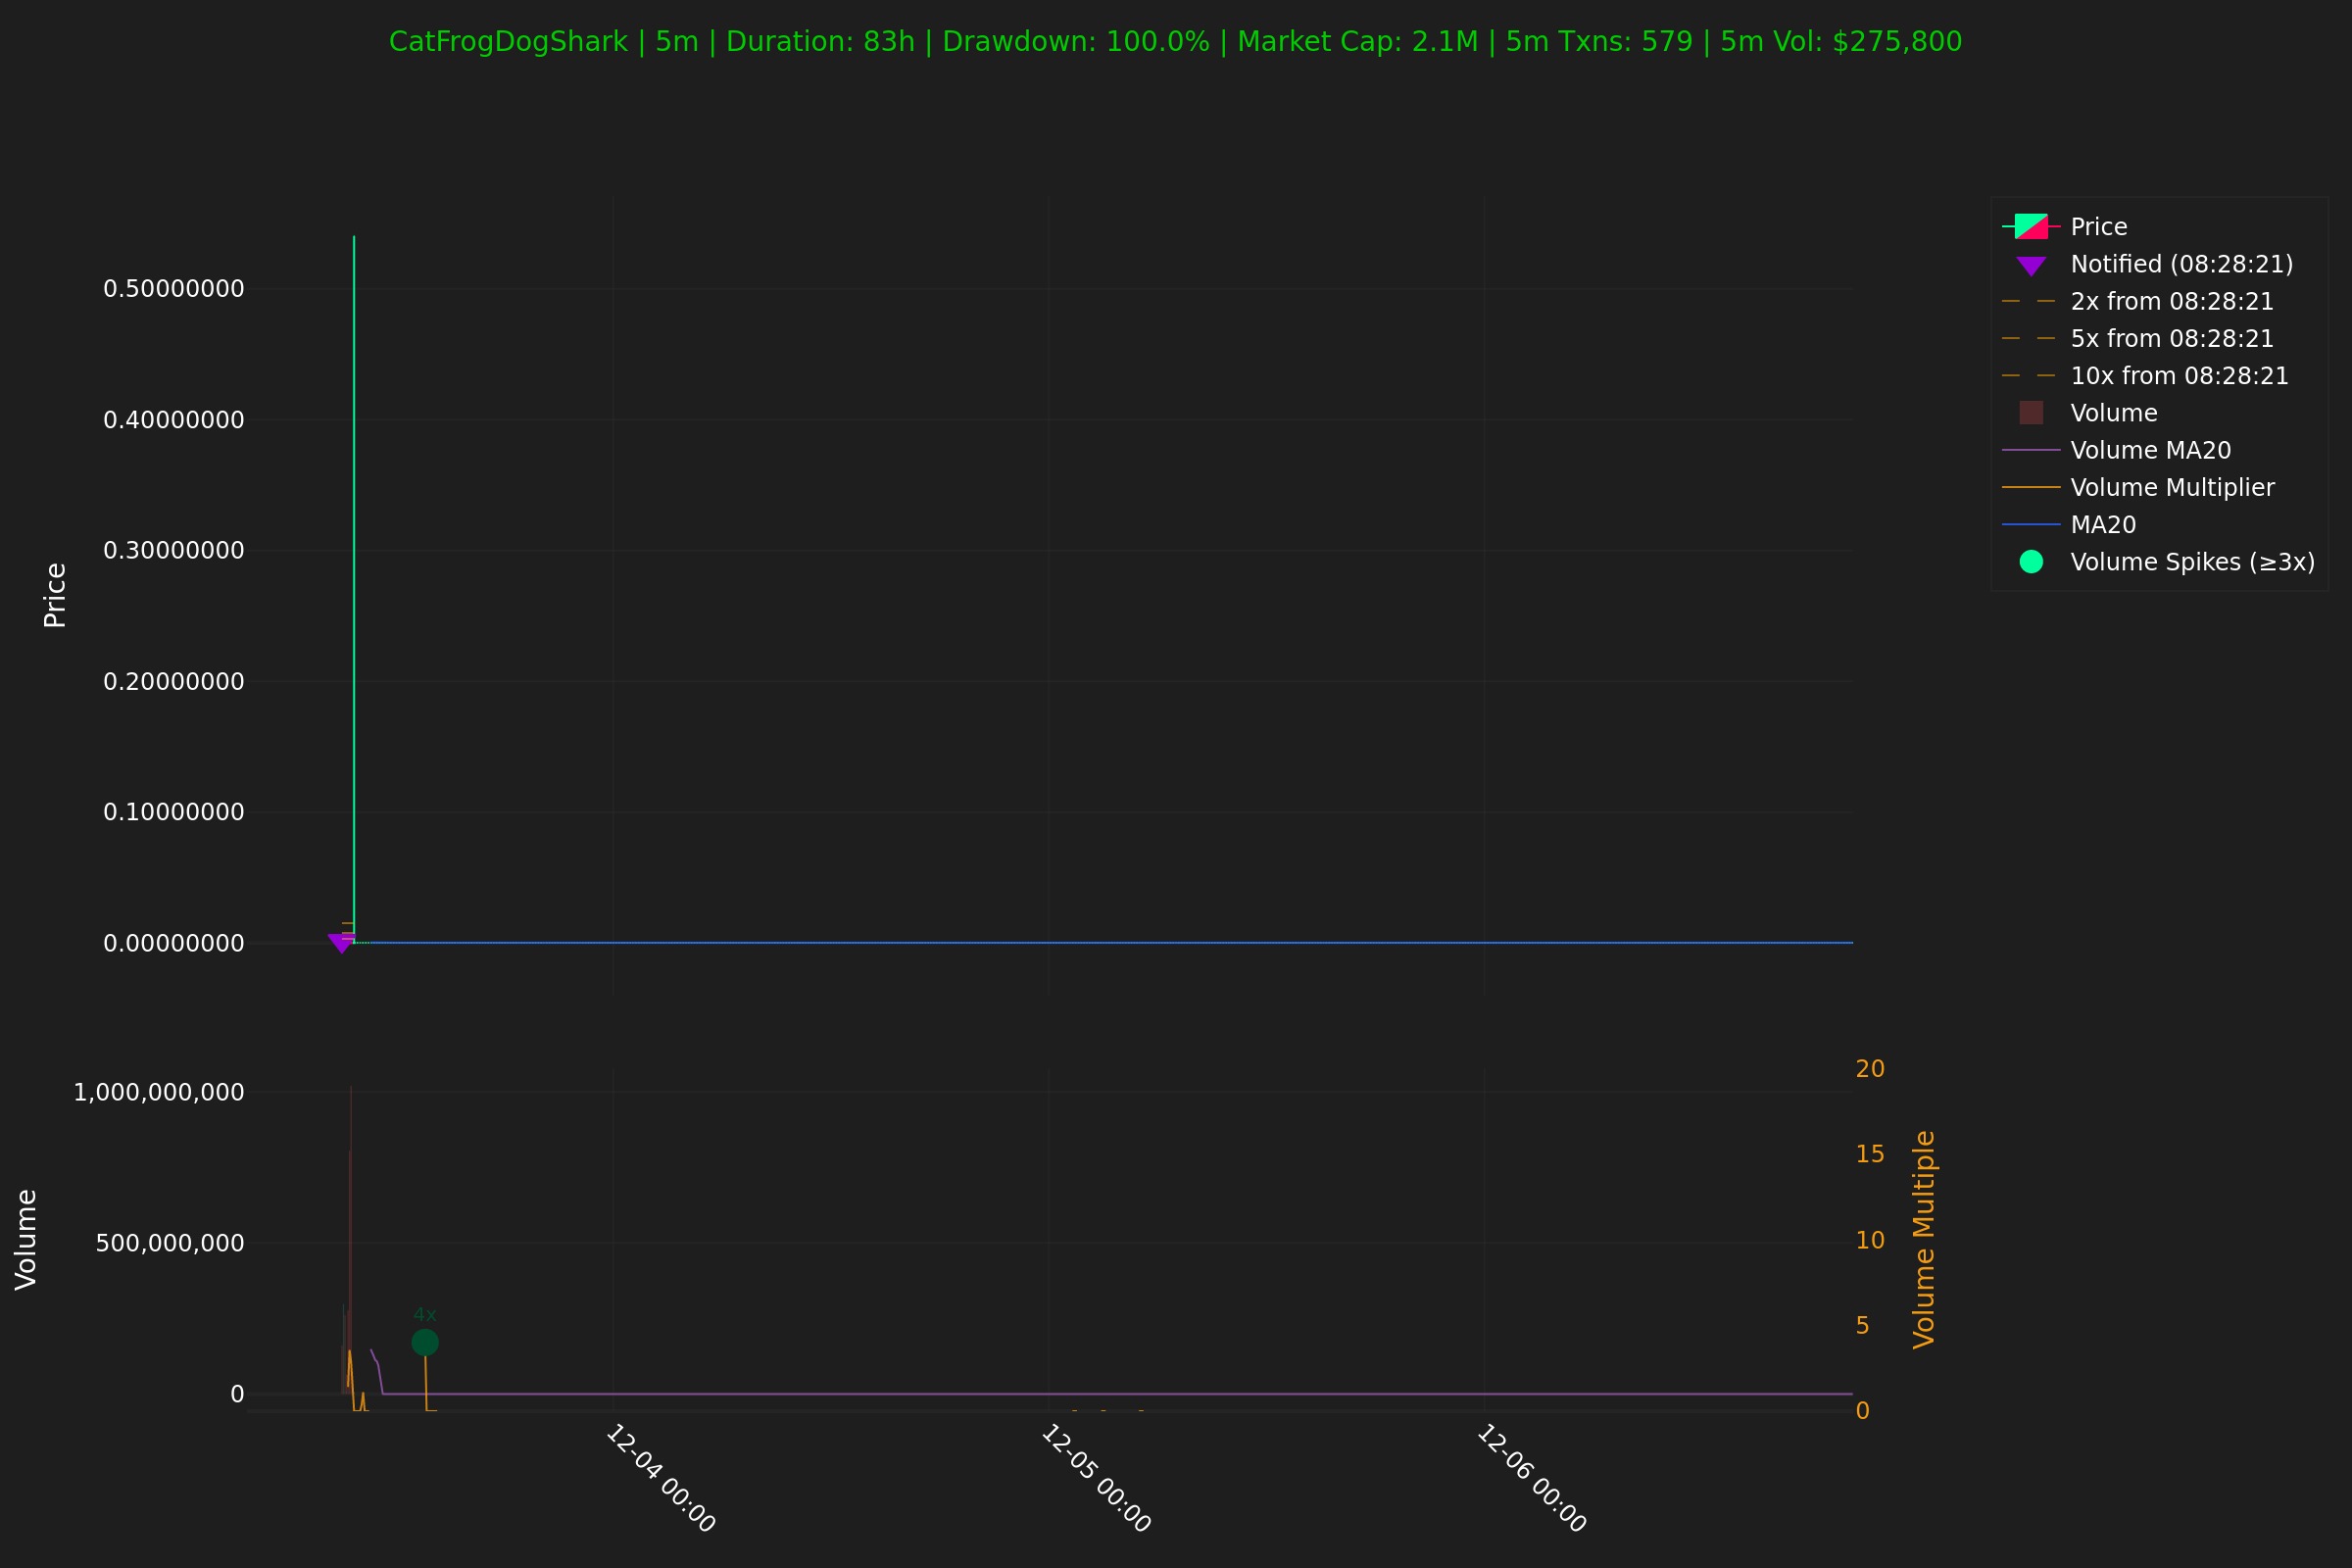 CatFrogDogShark | 5m | Duration: 83h | Drawdown: 100.0% | Market Cap: 2.1M | 5m Txns: 579 | 5m Vol: $275,800
Price
0.50000000
0.40000000
0.30000000
0.20000000
0.10000000
0.00000000
Price
Notified (08:28:21)
2x from 08:28:21
5x from 08:28:21
10x from 08:28:21
Volume
Volume MA20
Volume Multiplier
MA20
Volume Spikes (≥3x)
Volume
1,000,000,000
500,000,000
0
4x
20
15
10
5
0
Volume Multiple
12-04 00:00
12-05 00:00
12-06 00:00